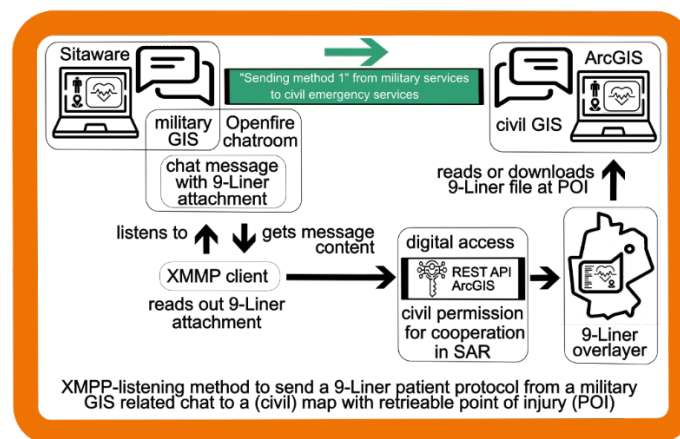 Sitaware
ArcGIS
"Sending method 1" from military services
to civil emergency services
military
GIS
Openfire
chatroom
civil GIS
chat message
with 9-Liner
attachment
reads or downloads
9-Liner file at POI
listens to
gets message
content
digital access
XMMP client
REST API
ArcGIS
reads out 9-Liner
attachment
civil permission
for cooperation
in SAR
9-Liner
overlayer
XMPP-listening method to send a 9-Liner patient protocol from a military
GIS related chat to a (civil) map with retrieable point of injury (POI)